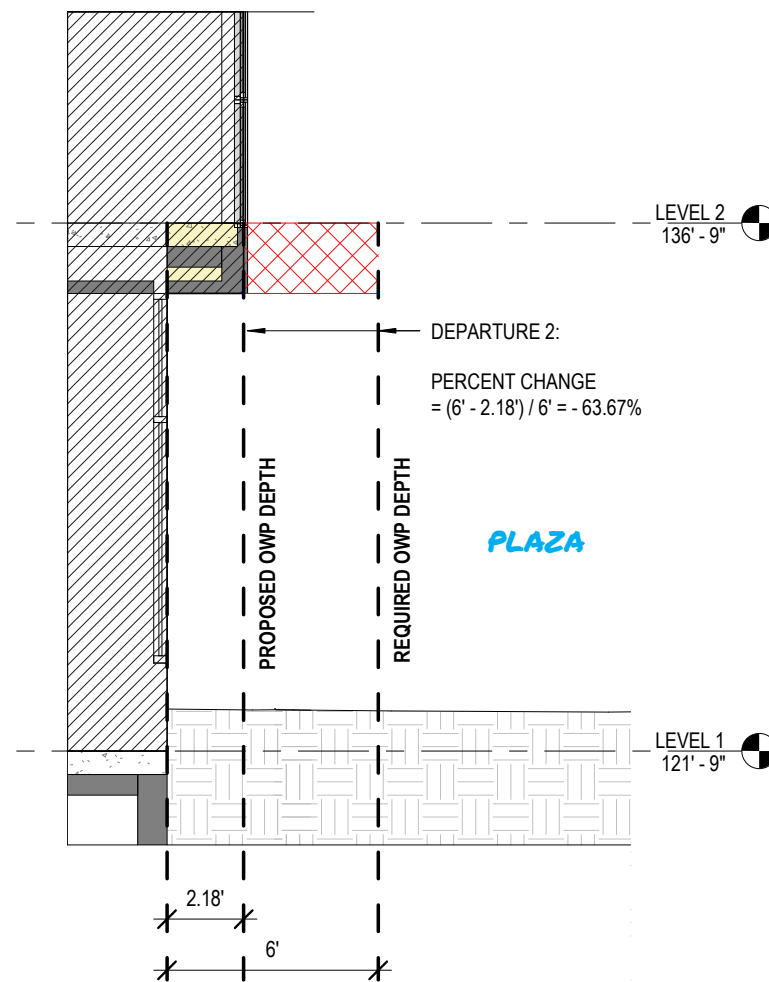 LEVEL 2
136' - 9"
DEPARTURE 2:
PERCENT CHANGE
= (6' - 2.18') / 6' = - 63.67%
PROPOSED OWP DEPTH
REQUIRED OWP DEPTH
PLAZA
LEVEL 1
121' - 9"
2.18'
6'